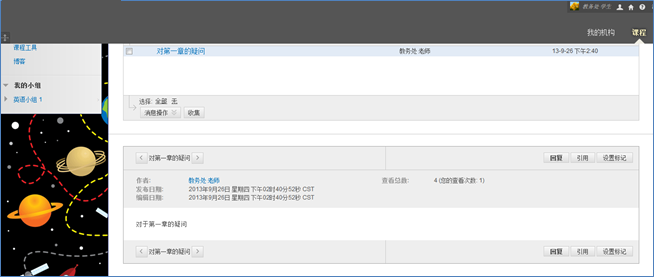 教务处 学生
我的机构 课程
课程工具
博客
我的小组
英语小组 1
对第一章的疑问 教务处 老师 13-9-26 下午2:40
选择: 全部 无
消息操作 收集
对第一章的疑问 回复 引用 设置标记
作者: 教务处 老师 查看总数: 4 (您的查看次数: 1)
发布日期: 2013年9月26日 星期四 下午02时40分52秒 CST
编辑日期: 2013年9月26日 星期四 下午02时40分52秒 CST
对于第一章的疑问
对第一章的疑问 回复 引用 设置标记